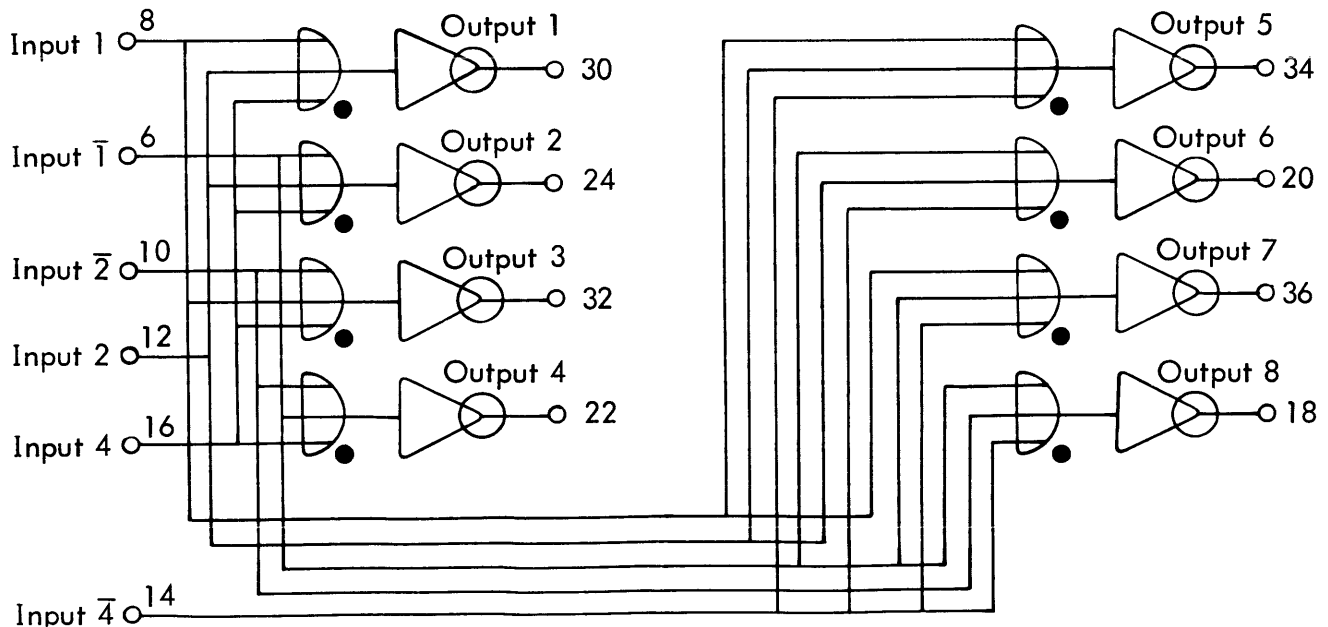 8
Input 1
Output 1
30
Output 5
34
6
Input 1̅
Output 2
24
Output 6
20
10
Input 2̅
Output 3
32
Output 7
36
12
Input 2
Output 4
22
Output 8
18
16
Input 4
14
Input 4̅